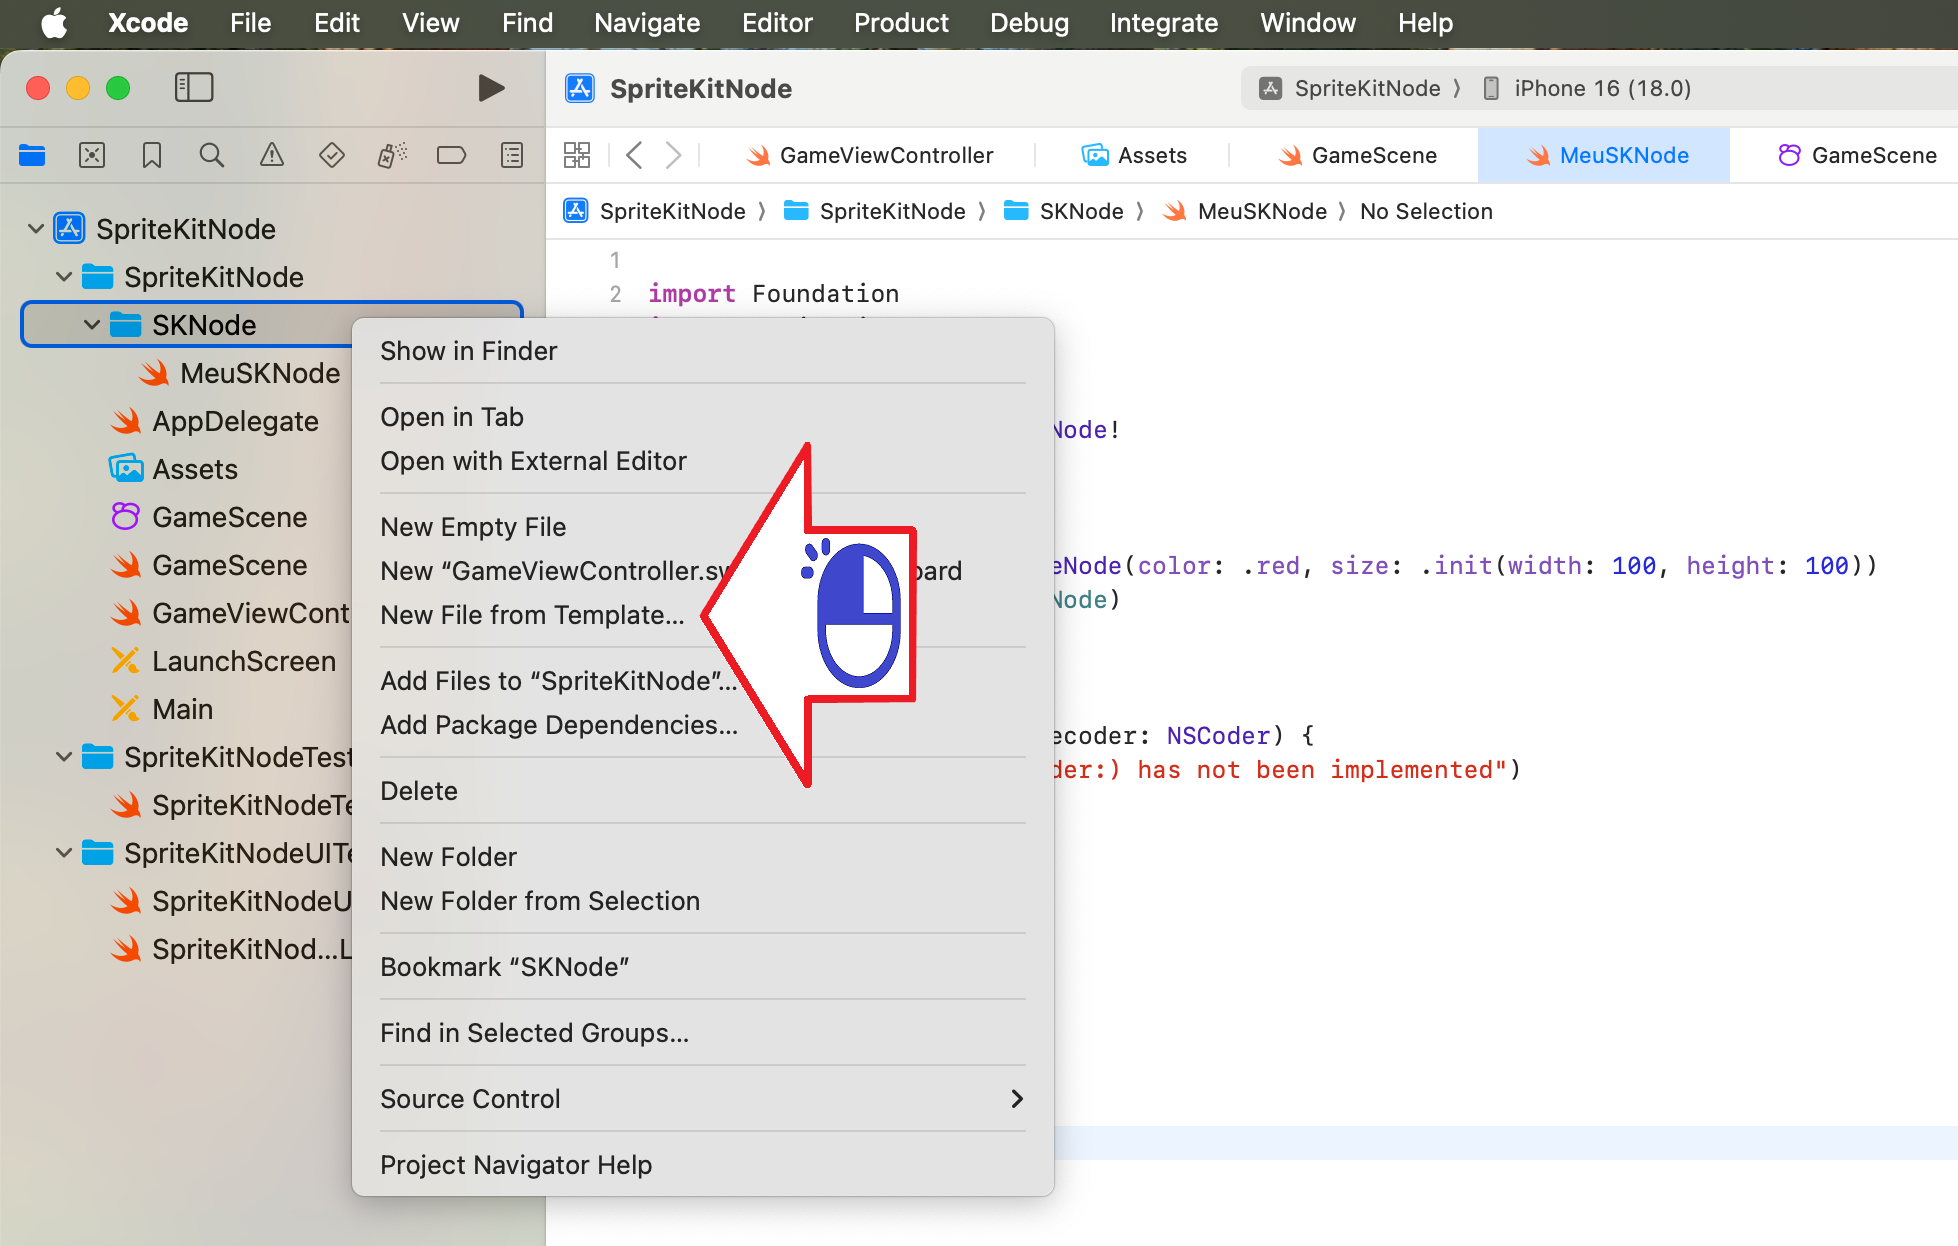 Xcode File Edit View Find Navigate Editor Product Debug Integrate Window Help
SpriteKitNode
SpriteKitNode 〉 iPhone 16 (18.0)
GameViewController Assets GameScene MeuSKNode GameScene
SpriteKitNode 〉 SpriteKitNode 〉 SKNode 〉 MeuSKNode 〉 No Selection
SpriteKitNode
SpriteKitNode
SKNode
MeuSKNode
AppDelegate
Assets
GameScene
GameScene
GameViewCont
LaunchScreen
Main
SpriteKitNodeTest
SpriteKitNodeTe
SpriteKitNodeUITe
SpriteKitNodeU
SpriteKitNod...L
Show in Finder
Open in Tab
Open with External Editor
New Empty File
New “GameViewController.sw ard
New File from Template...
Add Files to “SpriteKitNode”...
Add Package Dependencies...
Delete
New Folder
New Folder from Selection
Bookmark “SKNode”
Find in Selected Groups...
Source Control
Project Navigator Help
1
2 import Foundation
Node!
eNode(color: .red, size: .init(width: 100, height: 100))
Node)
ecoder: NSCoder) {
der:) has not been implemented")